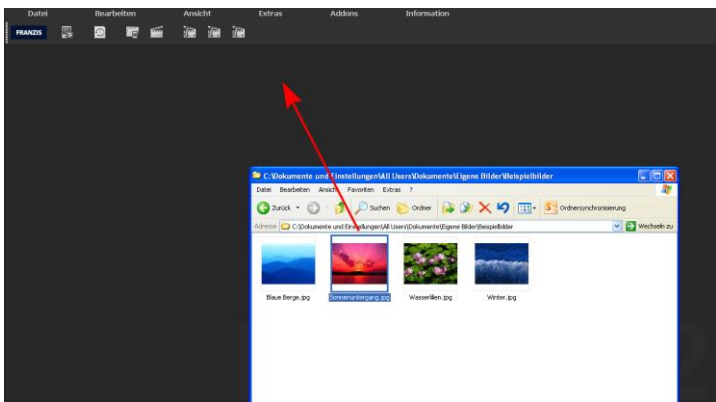 Datei Bearbeiten Ansicht Extras Addons Information
FRANZIS
C:\Dokumente und Einstellungen\All Users\Dokumente\Eigene Bilder\Beispielbilder
Datei Bearbeiten Ansicht Favoriten Extras ?
Zurück Suchen Ordner Ordnersynchronisierung
Adresse C:\Dokumente und Einstellungen\All Users\Dokumente\Eigene Bilder\Beispielbilder Wechseln zu
Blaue Berge.jpg Sonnenuntergang.jpg Wasserlilien.jpg Winter.jpg
2